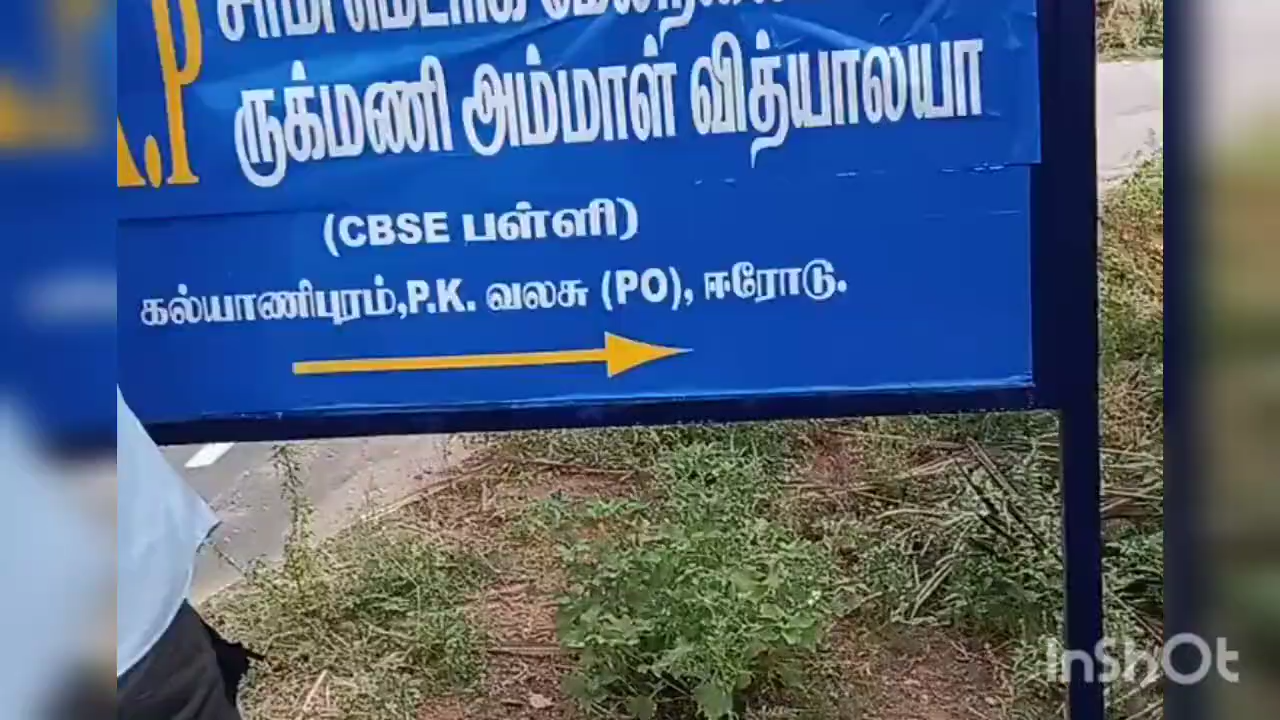 சாமி மெட்ரிக் மேல்நிலை
A.P
ருக்மணி அம்மாள் வித்யாலயா
(CBSE பள்ளி)
கல்யாணிபுரம்,P.K. வலசு (PO), ஈரோடு.
InShOt